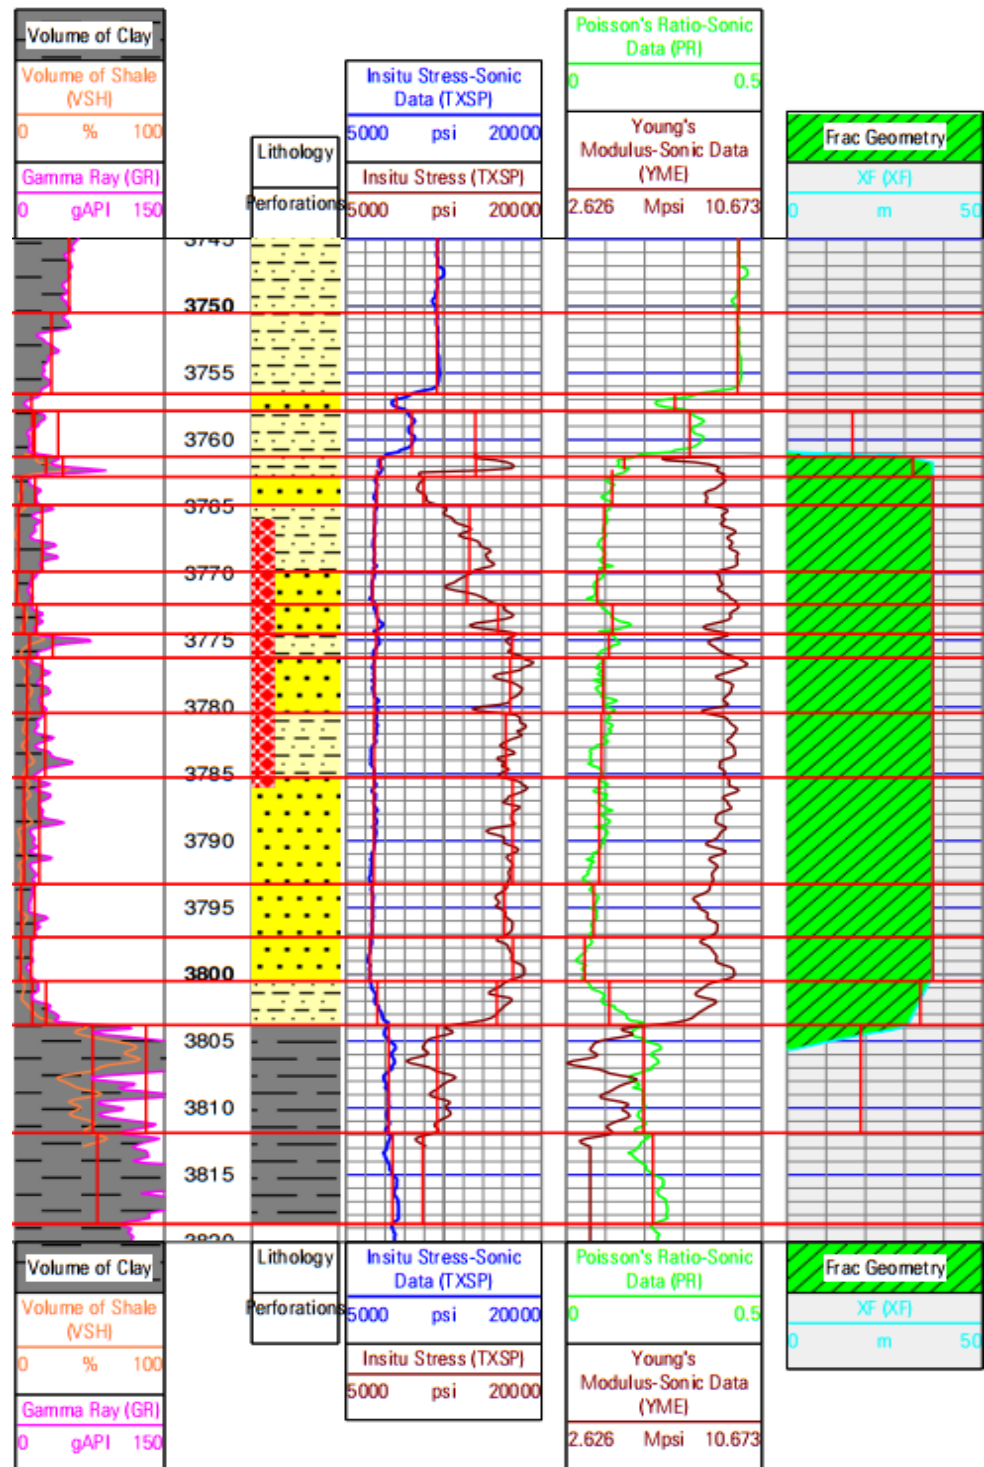 Volume of Clay
Volume of Shale
(VSH)
0 % 100
Gamma Ray (GR)
0 gAPI 150
Lithology
Perforations
Insitu Stress-Sonic
Data (TXSP)
5000 psi 20000
Insitu Stress (TXSP)
5000 psi 20000
Poisson's Ratio-Sonic
Data (PR)
0 0.5
Young's
Modulus-Sonic Data
(YME)
2.626 Mpsi 10.673
Frac Geometry
XF (XF)
0 m 50
3745
3750
3755
3760
3765
3770
3775
3780
3785
3790
3795
3800
3805
3810
3815
3820
Volume of Clay
Volume of Shale
(VSH)
0 % 100
Gamma Ray (GR)
0 gAPI 150
Lithology
Perforations
Insitu Stress-Sonic
Data (TXSP)
5000 psi 20000
Insitu Stress (TXSP)
5000 psi 20000
Poisson's Ratio-Sonic
Data (PR)
0 0.5
Young's
Modulus-Sonic Data
(YME)
2.626 Mpsi 10.673
Frac Geometry
XF (XF)
0 m 50